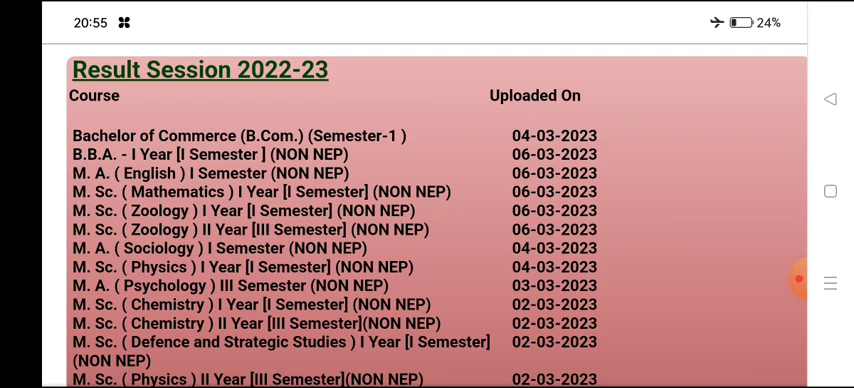 20:55
24%
Result Session 2022-23
Course Uploaded On
Bachelor of Commerce (B.Com.) (Semester-1 ) 04-03-2023
B.B.A. - I Year [I Semester ] (NON NEP) 06-03-2023
M. A. ( English ) I Semester (NON NEP) 06-03-2023
M. Sc. ( Mathematics ) I Year [I Semester] (NON NEP) 06-03-2023
M. Sc. ( Zoology ) I Year [I Semester] (NON NEP) 06-03-2023
M. Sc. ( Zoology ) II Year [III Semester] (NON NEP) 06-03-2023
M. A. ( Sociology ) I Semester (NON NEP) 04-03-2023
M. Sc. ( Physics ) I Year [I Semester] (NON NEP) 04-03-2023
M. A. ( Psychology ) III Semester (NON NEP) 03-03-2023
M. Sc. ( Chemistry ) I Year [I Semester] (NON NEP) 02-03-2023
M. Sc. ( Chemistry ) II Year [III Semester](NON NEP) 02-03-2023
M. Sc. ( Defence and Strategic Studies ) I Year [I Semester] 02-03-2023
(NON NEP)
M. Sc. ( Physics ) II Year [III Semester](NON NEP) 02-03-2023